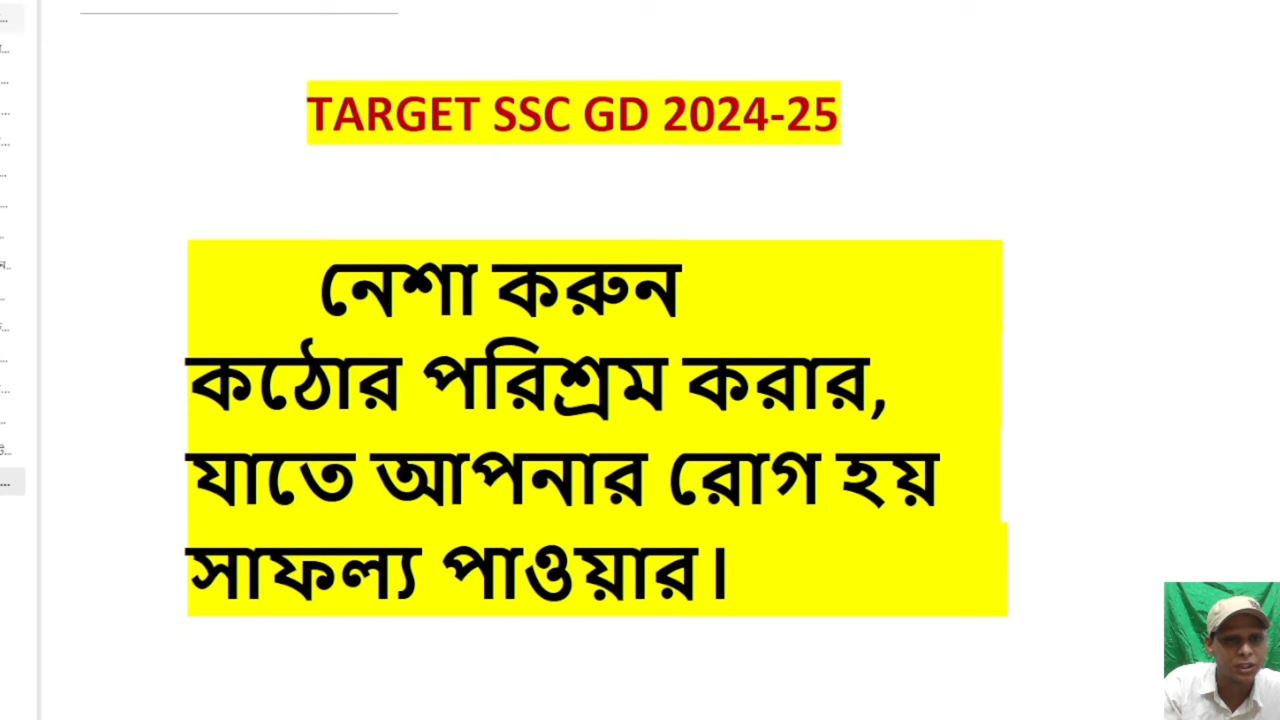 TARGET SSC GD 2024-25
নেশা করুন
কঠোর পরিশ্রম করার,
যাতে আপনার রোগ হয়
সাফল্য পাওয়ার।